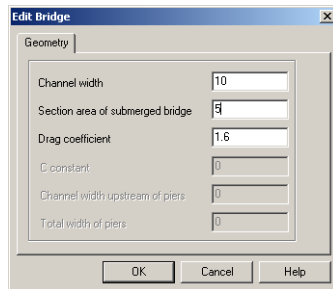 Edit Bridge
Geometry
Channel width 10
Section area of submerged bridge 5
Drag coefficient 1.6
C constant 0
Channel width upstream of piers 0
Total width of piers 0
OK Cancel Help